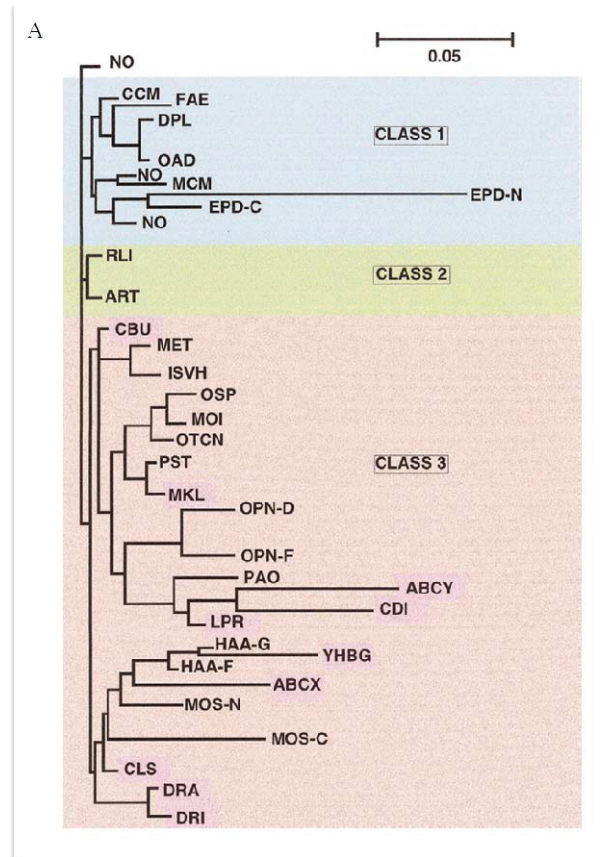 A
0.05
NO
CCM
FAE
DPL
CLASS 1
OAD
NO
MCM
EPD-N
EPD-C
NO
RLI
CLASS 2
ART
CBU
MET
ISVH
OSP
MOI
OTCN
PST
CLASS 3
MKL
OPN-D
OPN-F
PAO
ABCY
CDI
LPR
HAA-G
YHBG
HAA-F
ABCX
MOS-N
MOS-C
CLS
DRA
DRI